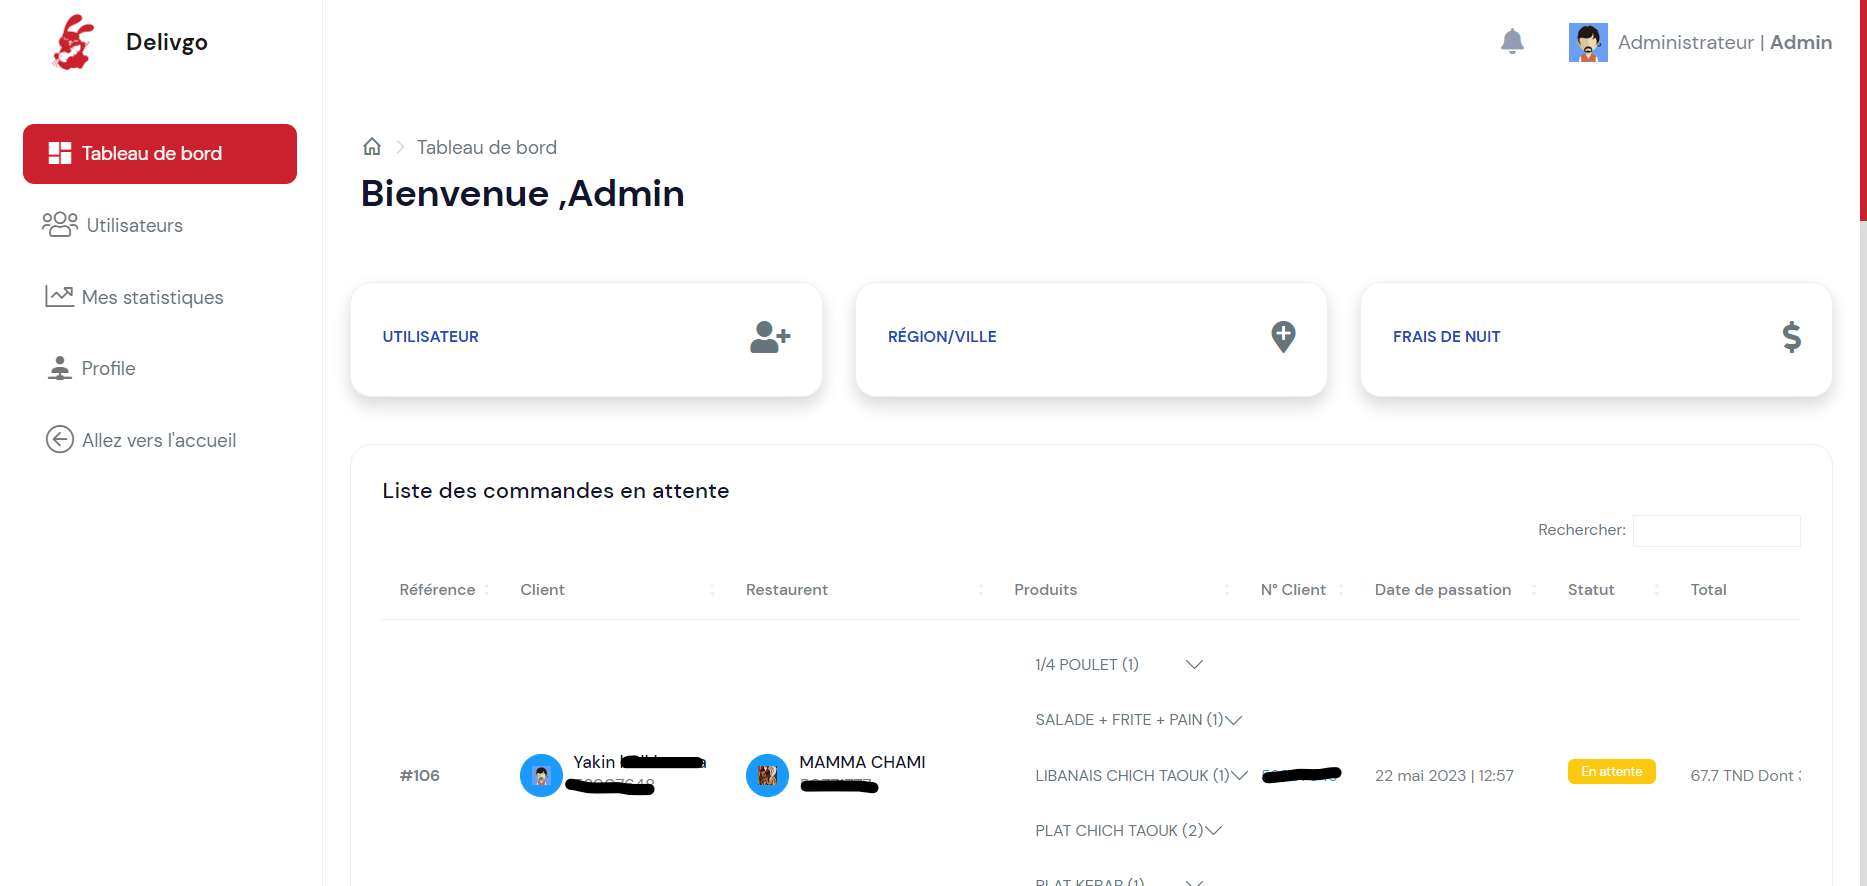 Delivgo
Administrateur | Admin
Tableau de bord
Utilisateurs
Mes statistiques
Profile
Allez vers l'accueil
Tableau de bord
Bienvenue ,Admin
UTILISATEUR
RÉGION/VILLE
FRAIS DE NUIT
Liste des commandes en attente
Rechercher:
Référence Client Restaurent Produits N° Client Date de passation Statut Total
1/4 POULET (1)
SALADE + FRITE + PAIN (1)
#106 Yakin MAMMA CHAMI LIBANAIS CHICH TAOUK (1) 22 mai 2023 | 12:57 En attente 67.7 TND Dont
PLAT CHICH TAOUK (2)
PLAT KEBAB (1)